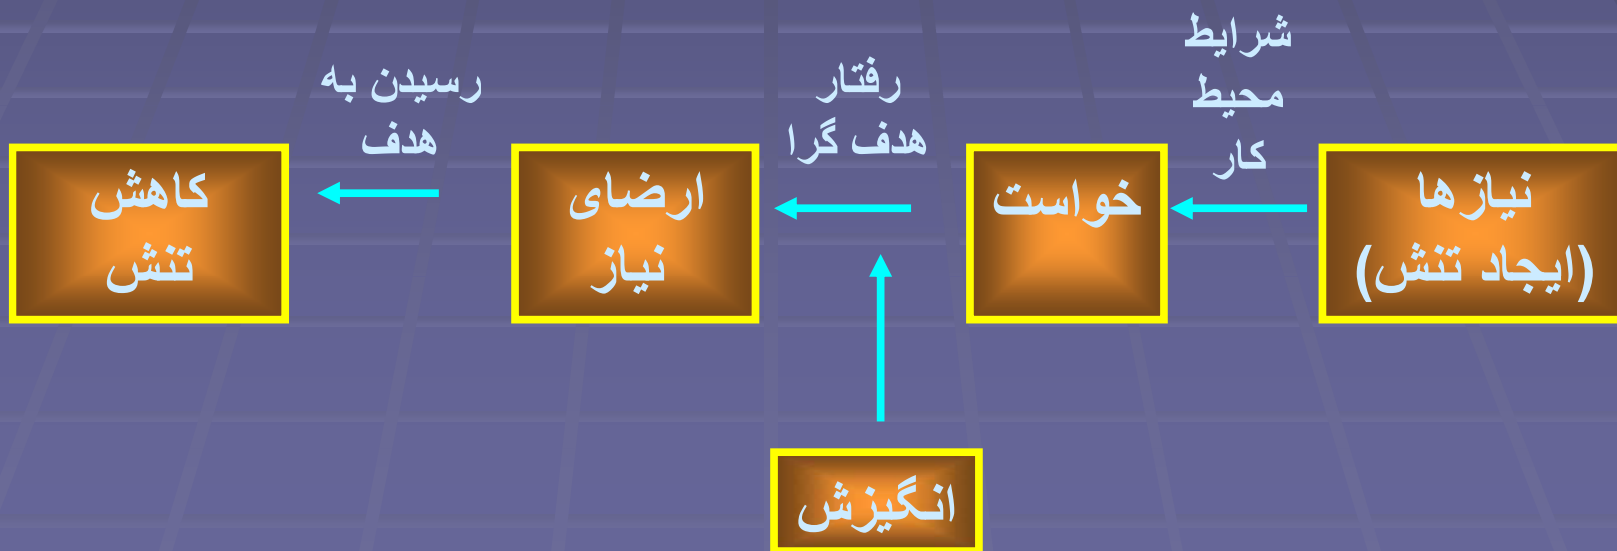 نیازها
(ایجاد تنش)
شرایط
محیط
کار
خواست
رفتار
هدف گرا
ارضای
نیاز
رسیدن به
هدف
کاهش
تنش
انگیزش